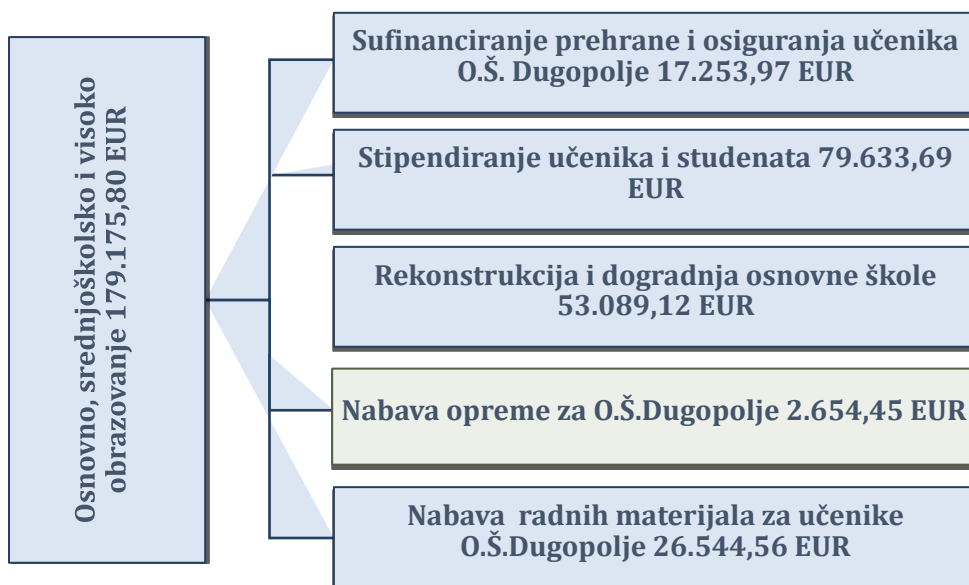 Osnovno, srednjoškolsko i visoko
obrazovanje 179.175,80 EUR
Sufinanciranje prehrane i osiguranja učenika
O.Š. Dugopolje 17.253,97 EUR
Stipendiranje učenika i studenata 79.633,69
EUR
Rekonstrukcija i dogradnja osnovne škole
53.089,12 EUR
Nabava opreme za O.Š.Dugopolje 2.654,45 EUR
Nabava  radnih materijala za učenike
O.Š.Dugopolje 26.544,56 EUR